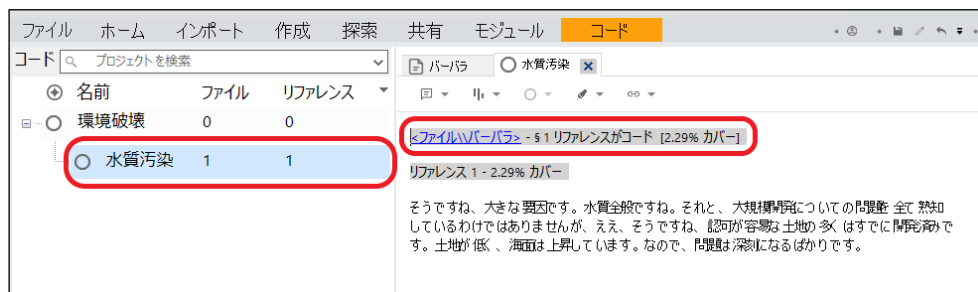 ファイル ホーム インポート 作成 探索 共有 モジュール コード
コード プロジェクトを検索
バーバラ 水質汚染
名前 ファイル リファレンス
環境破壊 0 0
水質汚染 1 1
<ファイル\\バーバラ> - § 1 リファレンスがコード [2.29% カバー]
リファレンス 1 - 2.29% カバー
そうですね、大きな要因です。水質全般ですね。それと、大規模開発についての問題 全て 熟知
しているわけではありませんが、ええ、そうですね、認可が容易な土地の多くはすでに開発済みで
す。土地が低く、海面は上昇しています。なので、問題は深刻になるばかりです。